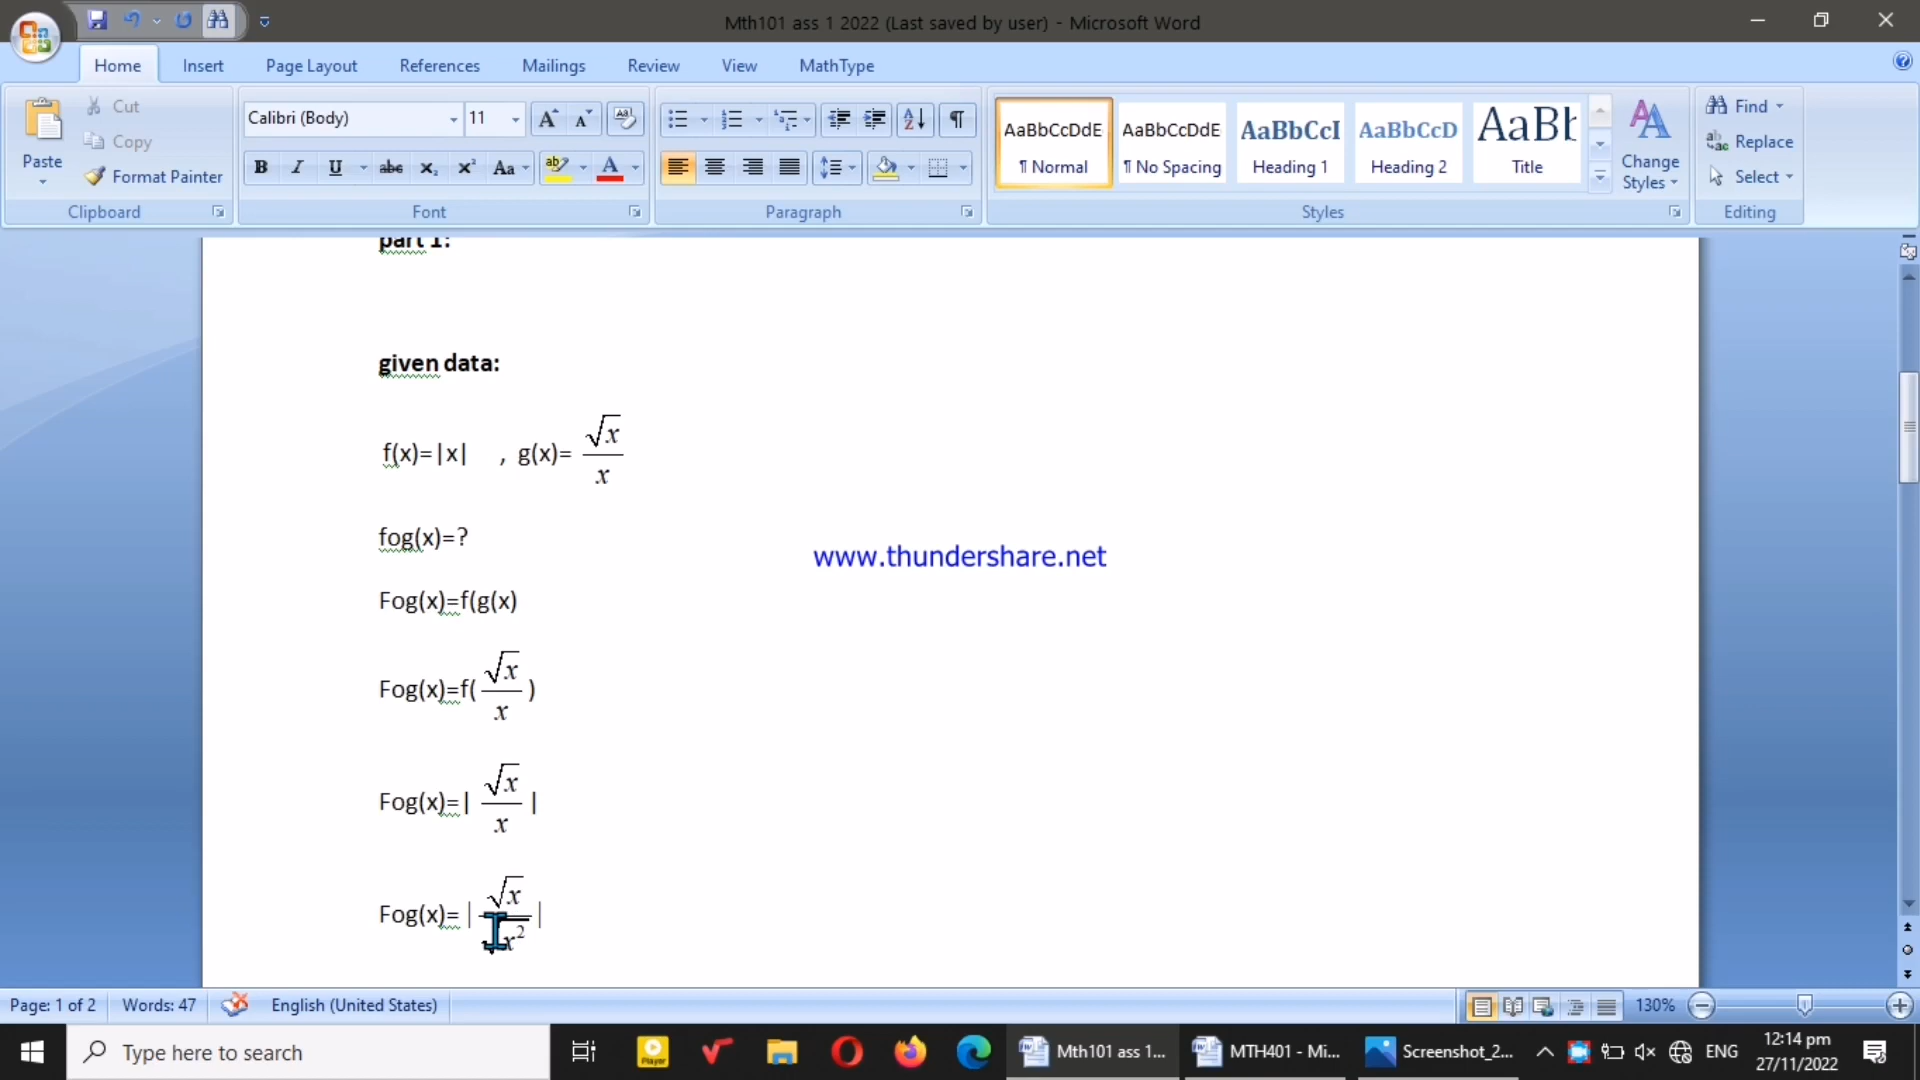 Mth101 ass 1 2022 (Last saved by user) - Microsoft Word
Home Insert Page Layout References Mailings Review View MathType
Paste
Cut
Copy
Format Painter
Clipboard
Calibri (Body) 11
Font
Paragraph
AaBbCcDdE AaBbCcDdE AaBbCcI AaBbCcD AaBl
¶ Normal ¶ No Spacing Heading 1 Heading 2 Title
Change Styles
Styles
Find
Replace
Select
Editing
part 1:
given data:
f(x)=|x| , g(x)= √x/x
fog(x)=?
www.thundershare.net
Fog(x)=f(g(x)
Fog(x)=f(√x/x)
Fog(x)=|√x/x|
Fog(x)= |√x/√x²|
Page: 1 of 2 Words: 47 English (United States) 130%
Type here to search
Player
Mth101 ass 1... MTH401 - Mi... Screenshot_2...
ENG
12:14 pm
27/11/2022